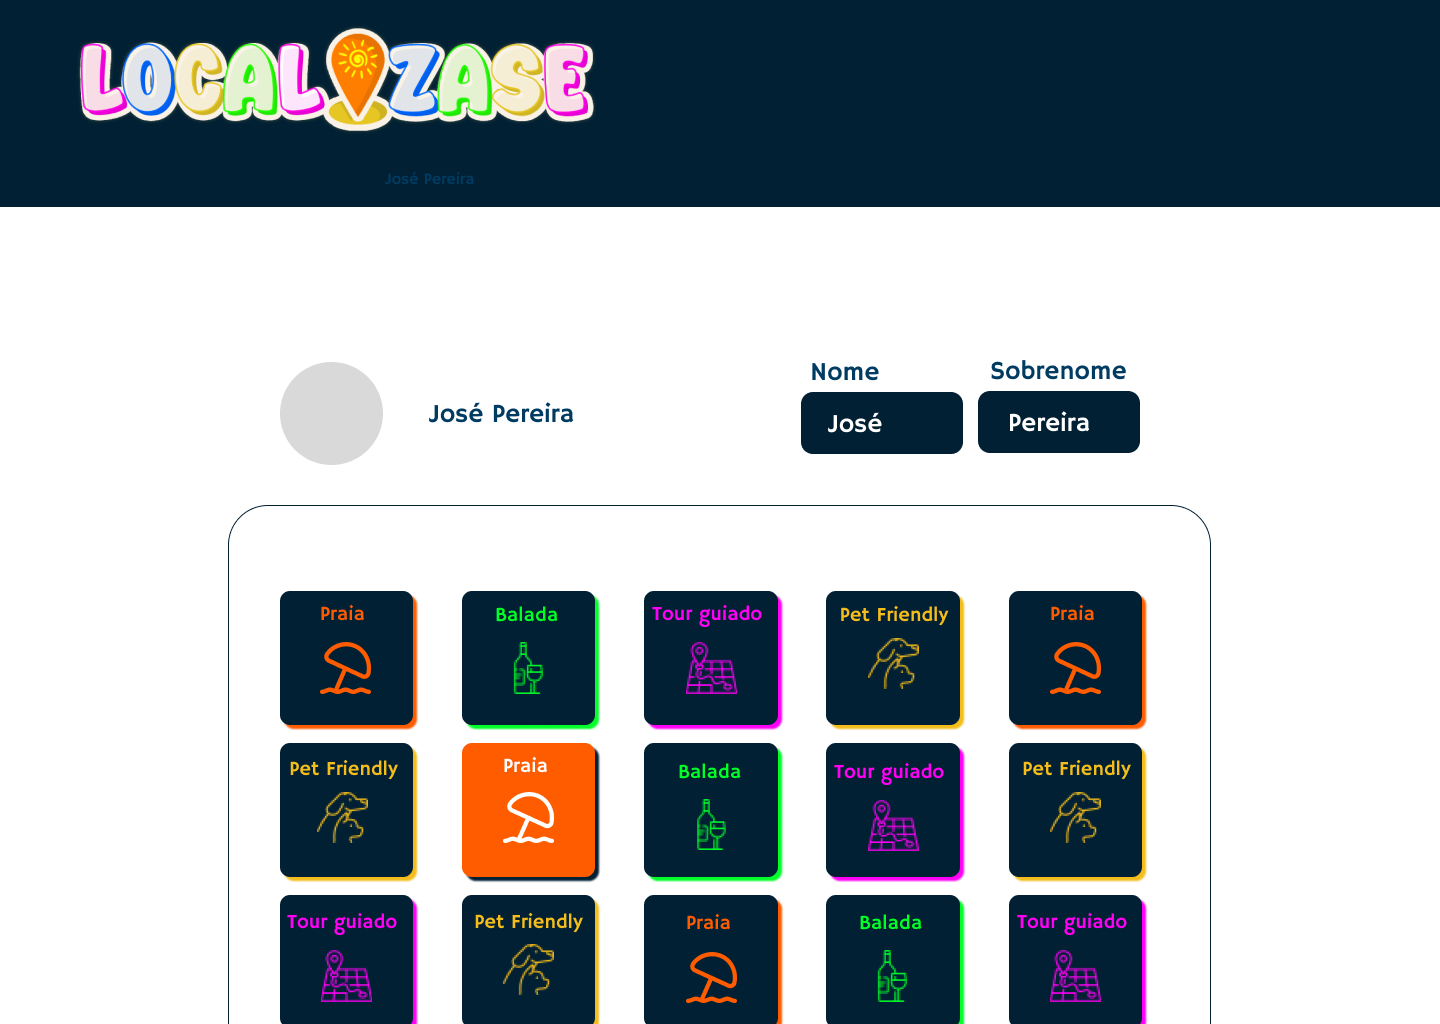 LOCALZASE
José Pereira
José Pereira
Nome
Sobrenome
José
Pereira
Praia
Balada
Tour guiado
Pet Friendly
Praia
Pet Friendly
Praia
Balada
Tour guiado
Pet Friendly
Tour guiado
Pet Friendly
Praia
Balada
Tour guiado